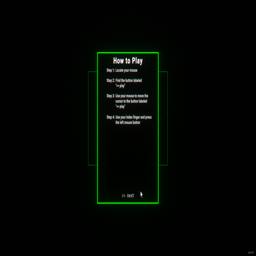 How to Play
Step 1: Locate your mouse
Step 2: Find the button labeled
">> play"
Step 3: Use your mouse to move the
cursor to the button labeled
">> play"
Step 4: Use your index finger and press
the left mouse button
>> next